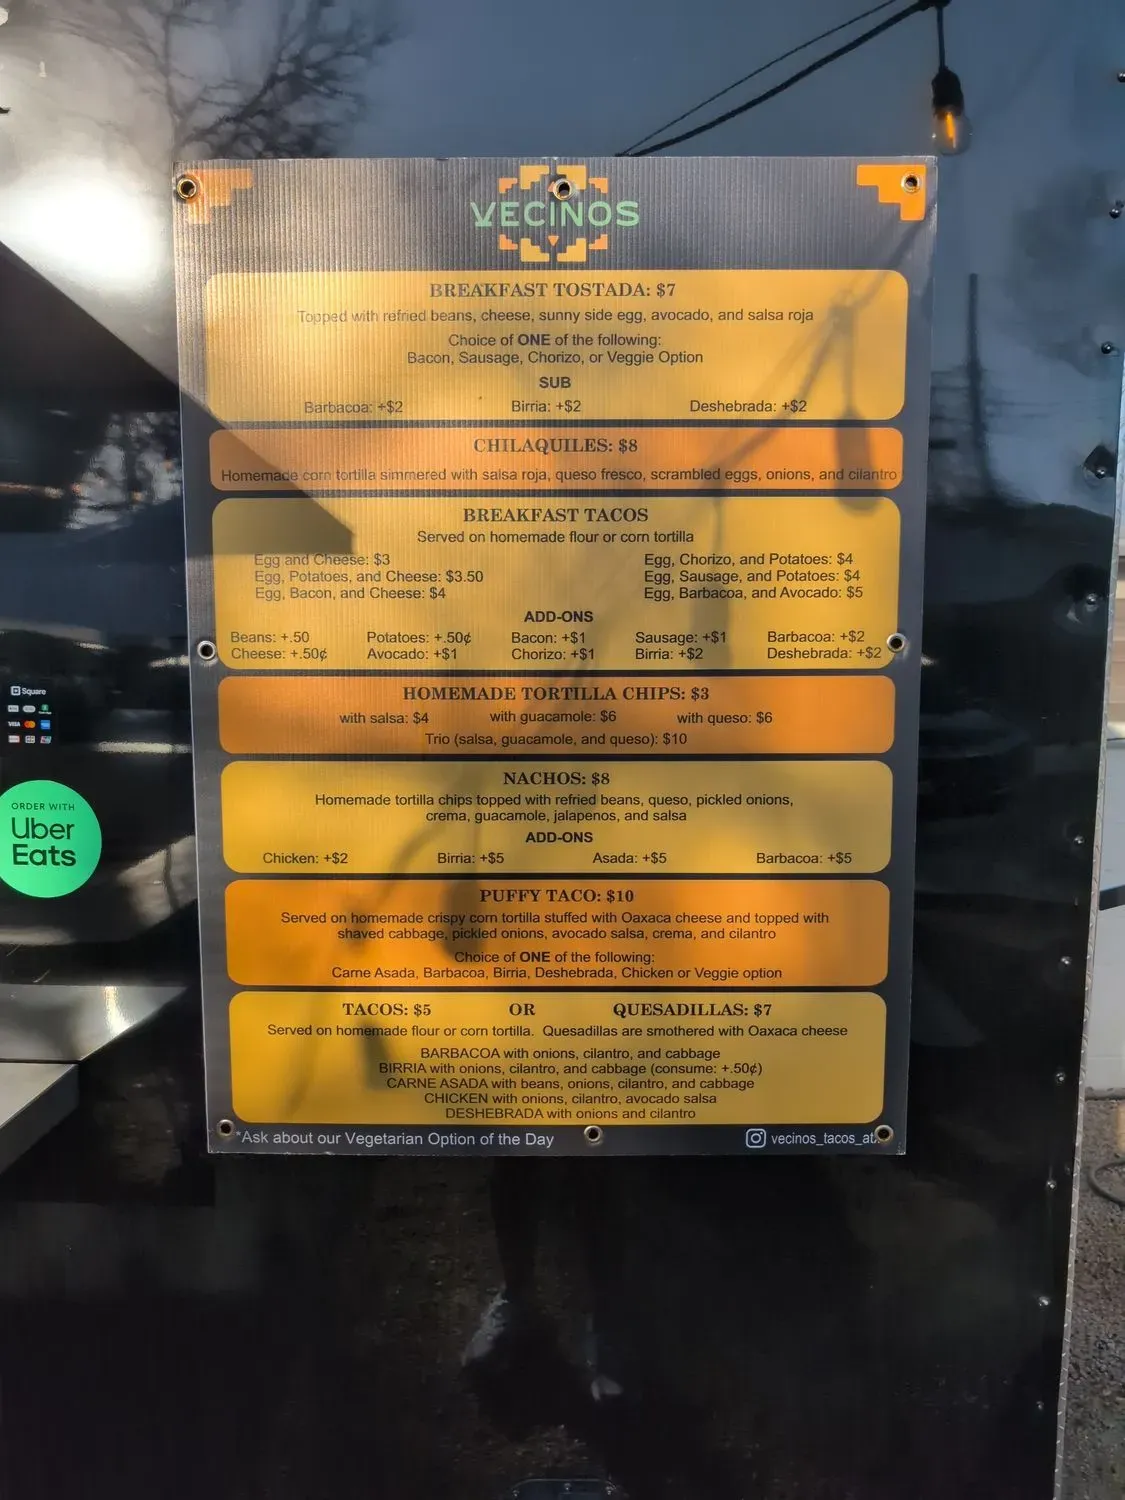 VECINOS
BREAKFAST TOSTADA: $7
Topped with refried beans, cheese, sunny side egg, avocado, and salsa roja
Choice of ONE of the following:
Bacon, Sausage, Chorizo, or Veggie Option
SUB
Barbacoa: +$2 Birria: +$2 Deshebrada: +$2
CHILAQUILES: $8
Homemade corn tortilla simmered with salsa roja, queso fresco, scrambled eggs, onions, and cilantro
BREAKFAST TACOS
Served on homemade flour or corn tortilla
Egg and Cheese: $3 Egg, Chorizo, and Potatoes: $4
Egg, Potatoes, and Cheese: $3.50 Egg, Sausage, and Potatoes: $4
Egg, Bacon, and Cheese: $4 Egg, Barbacoa, and Avocado: $5
ADD-ONS
Beans: +.50 Potatoes: +.50¢ Bacon: +$1 Sausage: +$1 Barbacoa: +$2
Cheese: +.50¢ Avocado: +$1 Chorizo: +$1 Birria: +$2 Deshebrada: +$2
HOMEMADE TORTILLA CHIPS: $3
with salsa: $4 with guacamole: $6 with queso: $6
Trio (salsa, guacamole, and queso): $10
NACHOS: $8
Homemade tortilla chips topped with refried beans, queso, pickled onions,
crema, guacamole, jalapenos, and salsa
ADD-ONS
Chicken: +$2 Birria: +$5 Asada: +$5 Barbacoa: +$5
PUFFY TACO: $10
Served on homemade crispy corn tortilla stuffed with Oaxaca cheese and topped with
shaved cabbage, pickled onions, avocado salsa, crema, and cilantro
Choice of ONE of the following:
Carne Asada, Barbacoa, Birria, Deshebrada, Chicken or Veggie option
TACOS: $5 OR QUESADILLAS: $7
Served on homemade flour or corn tortilla. Quesadillas are smothered with Oaxaca cheese
BARBACOA with onions, cilantro, and cabbage
BIRRIA with onions, cilantro, and cabbage (consume: +.50¢)
CARNE ASADA with beans, onions, cilantro, and cabbage
CHICKEN with onions, cilantro, avocado salsa
DESHEBRADA with onions and cilantro
*Ask about our Vegetarian Option of the Day
Square
VISA
ORDER WITH
Uber
Eats